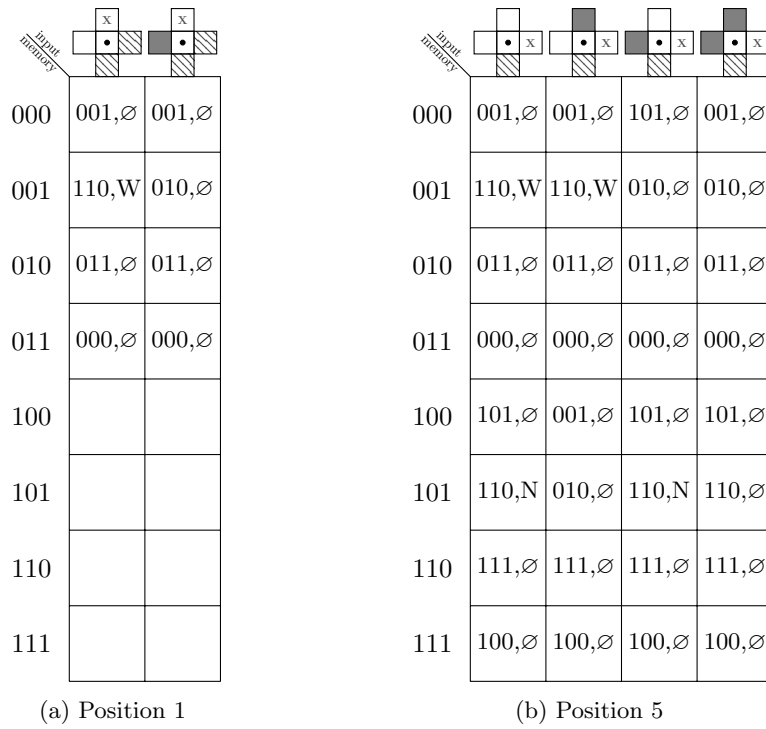 x x x x x x
input
memory
000 001,∅ 001,∅ 000 001,∅ 001,∅ 101,∅ 001,∅
001 110,W 010,∅ 001 110,W 110,W 010,∅ 010,∅
010 011,∅ 011,∅ 010 011,∅ 011,∅ 011,∅ 011,∅
011 000,∅ 000,∅ 011 000,∅ 000,∅ 000,∅ 000,∅
100 100 101,∅ 001,∅ 101,∅ 101,∅
101 101 110,N 010,∅ 110,N 110,∅
110 110 111,∅ 111,∅ 111,∅ 111,∅
111 111 100,∅ 100,∅ 100,∅ 100,∅
(a) Position 1 (b) Position 5
input
memory